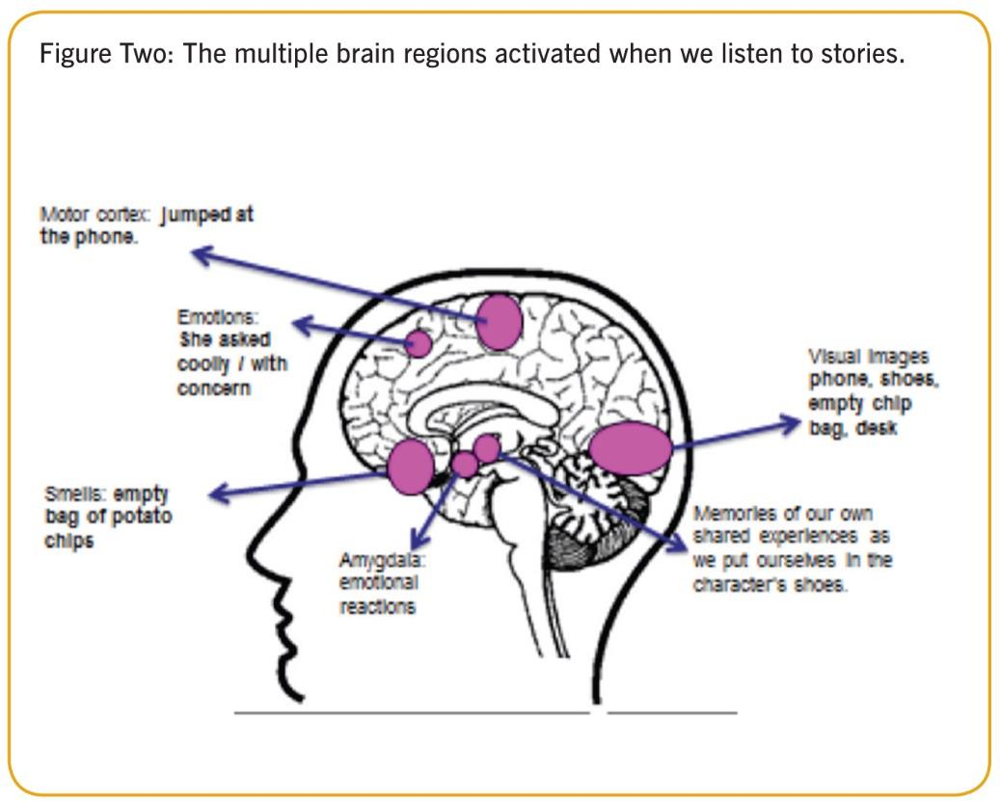 Figure Two: The multiple brain regions activated when we listen to stories.
Motor cortex: jumped at
the phone.
Emotions:
She asked
coolly / with
concern
Visual images
phone, shoes,
empty chip
bag, desk
Smells: empty
bag of potato
chips
Amygdala:
emotional
reactions
Memories of our own
shared experiences as
we put ourselves in the
character's shoes.